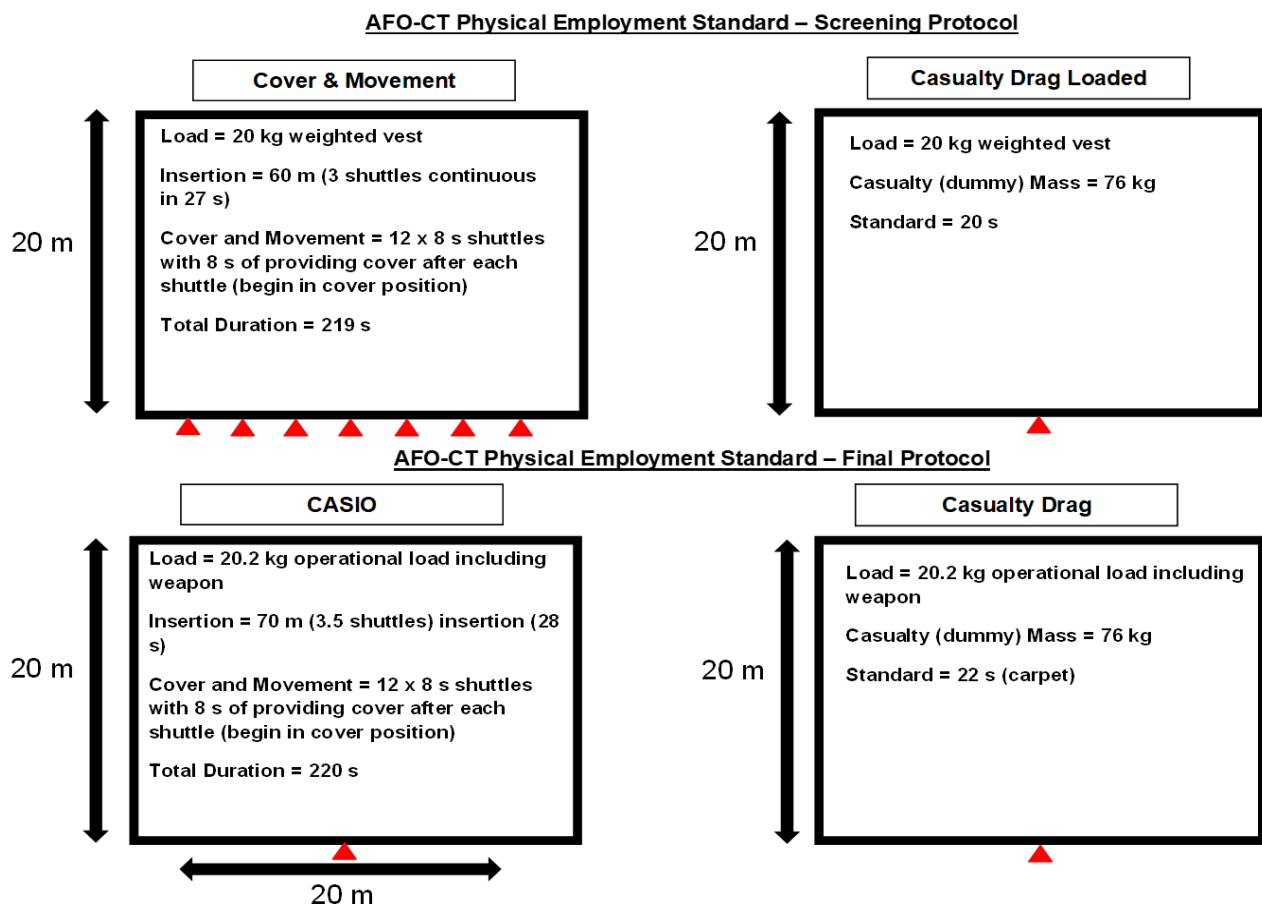 AFO-CT Physical Employment Standard – Screening Protocol
Cover & Movement
20 m
Load = 20 kg weighted vest
Insertion = 60 m (3 shuttles continuous
in 27 s)
Cover and Movement = 12 x 8 s shuttles
with 8 s of providing cover after each
shuttle (begin in cover position)
Total Duration = 219 s
Casualty Drag Loaded
20 m
Load = 20 kg weighted vest
Casualty (dummy) Mass = 76 kg
Standard = 20 s
AFO-CT Physical Employment Standard – Final Protocol
CASIO
20 m
Load = 20.2 kg operational load including
weapon
Insertion = 70 m (3.5 shuttles) insertion (28
s)
Cover and Movement = 12 x 8 s shuttles
with 8 s of providing cover after each
shuttle (begin in cover position)
Total Duration = 220 s
20 m
Casualty Drag
20 m
Load = 20.2 kg operational load including
weapon
Casualty (dummy) Mass = 76 kg
Standard = 22 s (carpet)